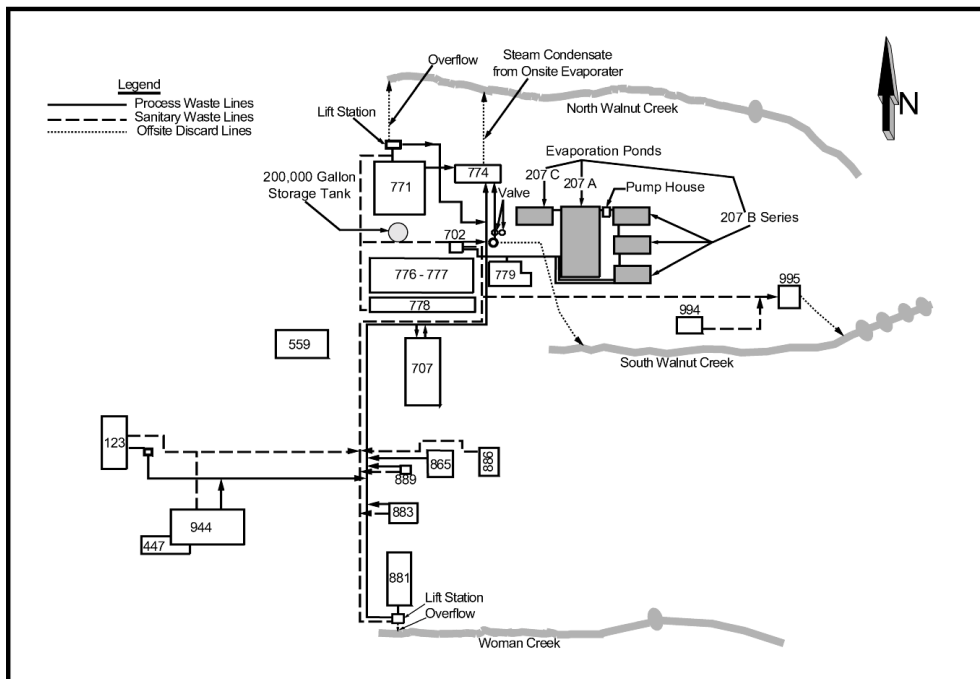 Overflow
Steam Condensate
from Onsite Evaporater
Legend
Process Waste Lines
Sanitary Waste Lines
Offsite Discard Lines
Lift Station
North Walnut Creek
N
200,000 Gallon
Storage Tank
771
774
Evaporation Ponds
207 C
207 A
Pump House
Valve
207 B Series
702
776 - 777
779
778
995
994
559
707
South Walnut Creek
123
865
886
889
944
883
447
881
Lift Station
Overflow
Woman Creek